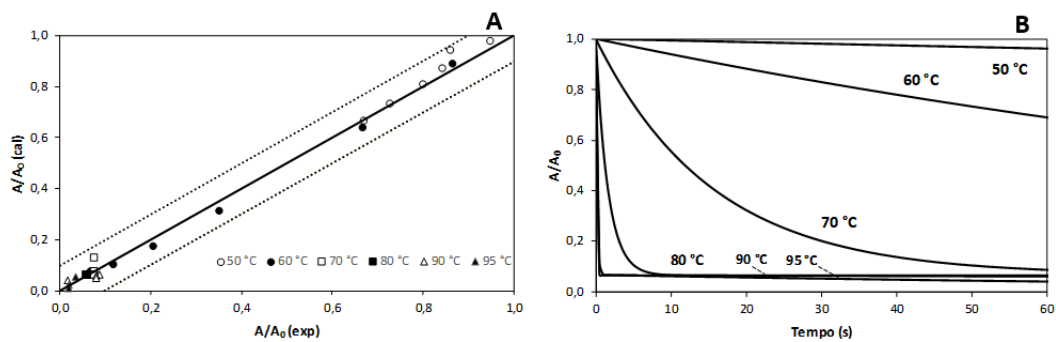 A
1,0
0,8
0,6
0,4
0,2
0,0
A/A0 (cal)
50 °C 60 °C 70 °C 80 °C 90 °C 95 °C
0,0 0,2 0,4 0,6 0,8 1,0
A/A0 (exp)
B
1,0
0,8
0,6
0,4
0,2
0,0
A/A0
50 °C
60 °C
70 °C
80 °C 90 °C 95 °C
0 10 20 30 40 50 60
Tempo (s)